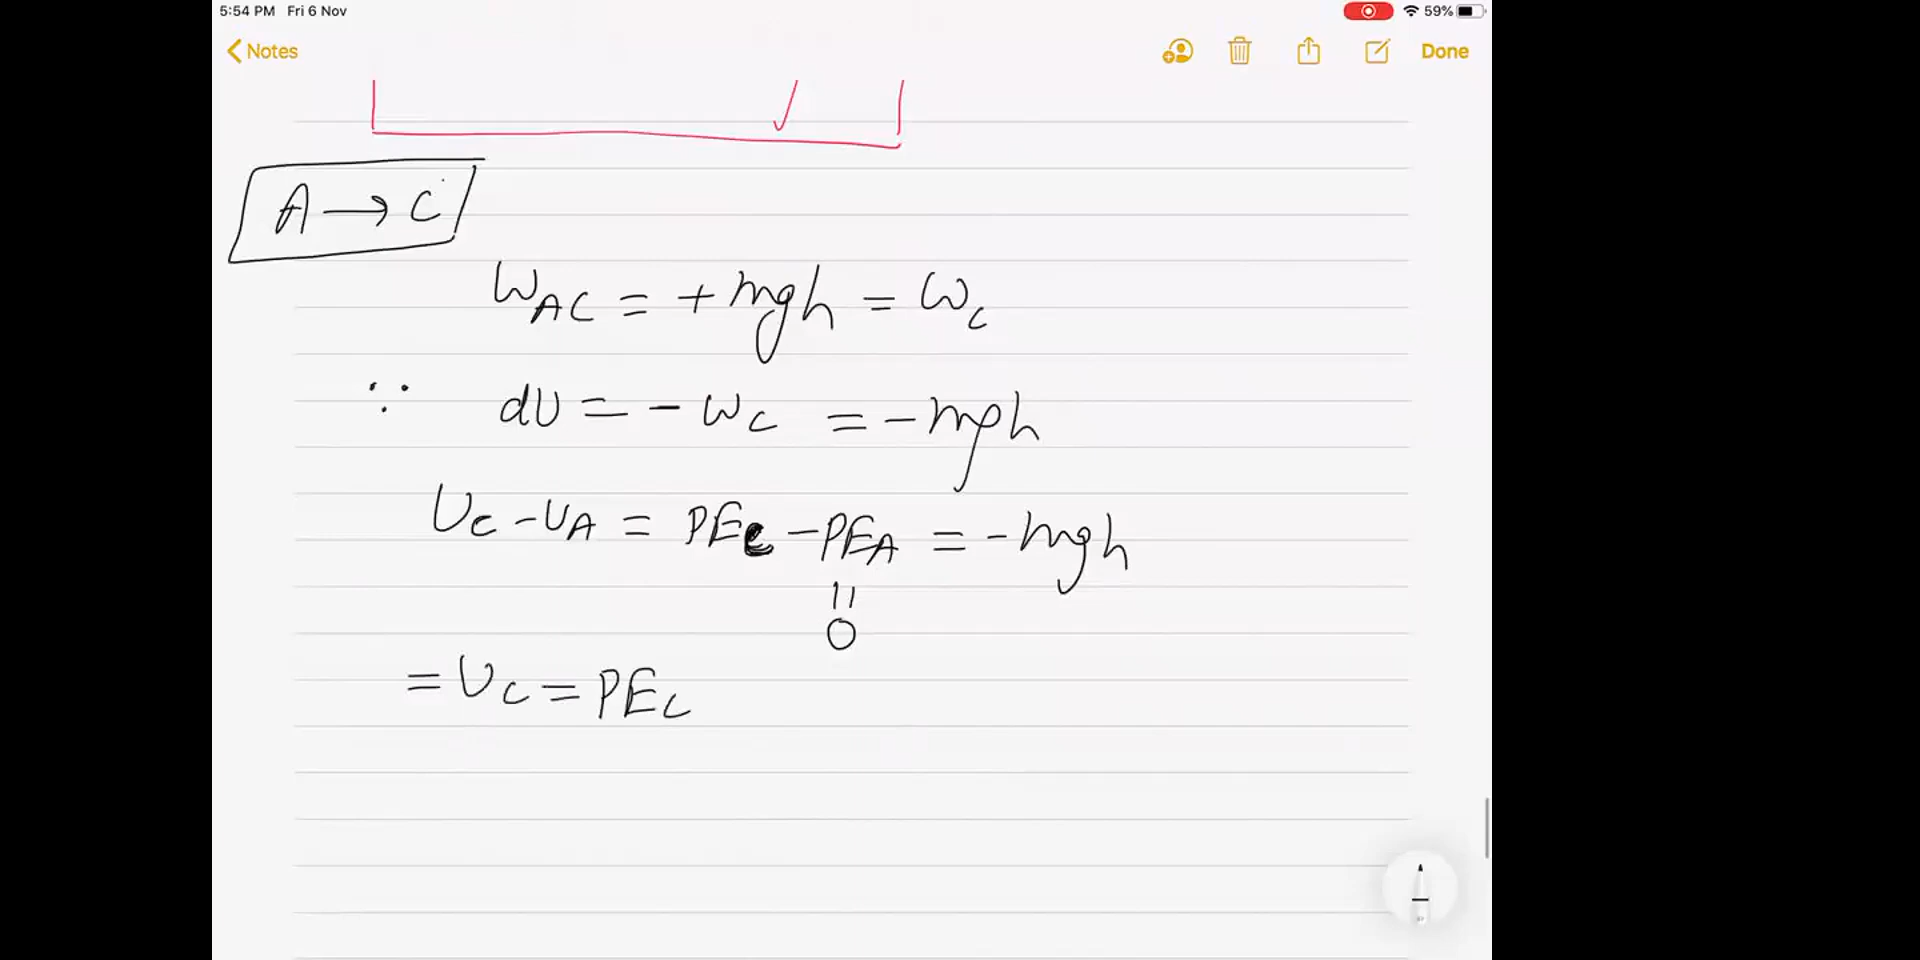 5:54 PM Fri 6 Nov
59%
Notes
Done
A → C
W_AC = + mgh = W_C
∵ dU = - W_C = - mgh
U_C - U_A = PE_C - PE_A = - mgh
||
0
= U_C = PE_C